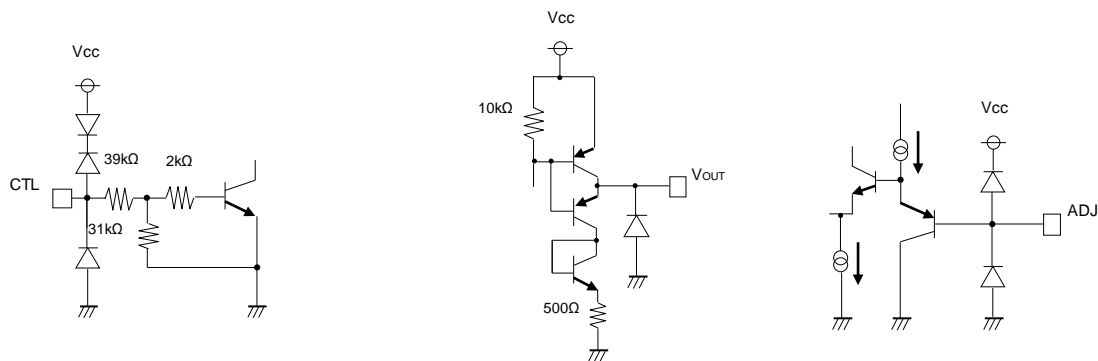 Vcc
39kΩ
2kΩ
CTL
31kΩ
Vcc
10kΩ
VOUT
500Ω
Vcc
ADJ